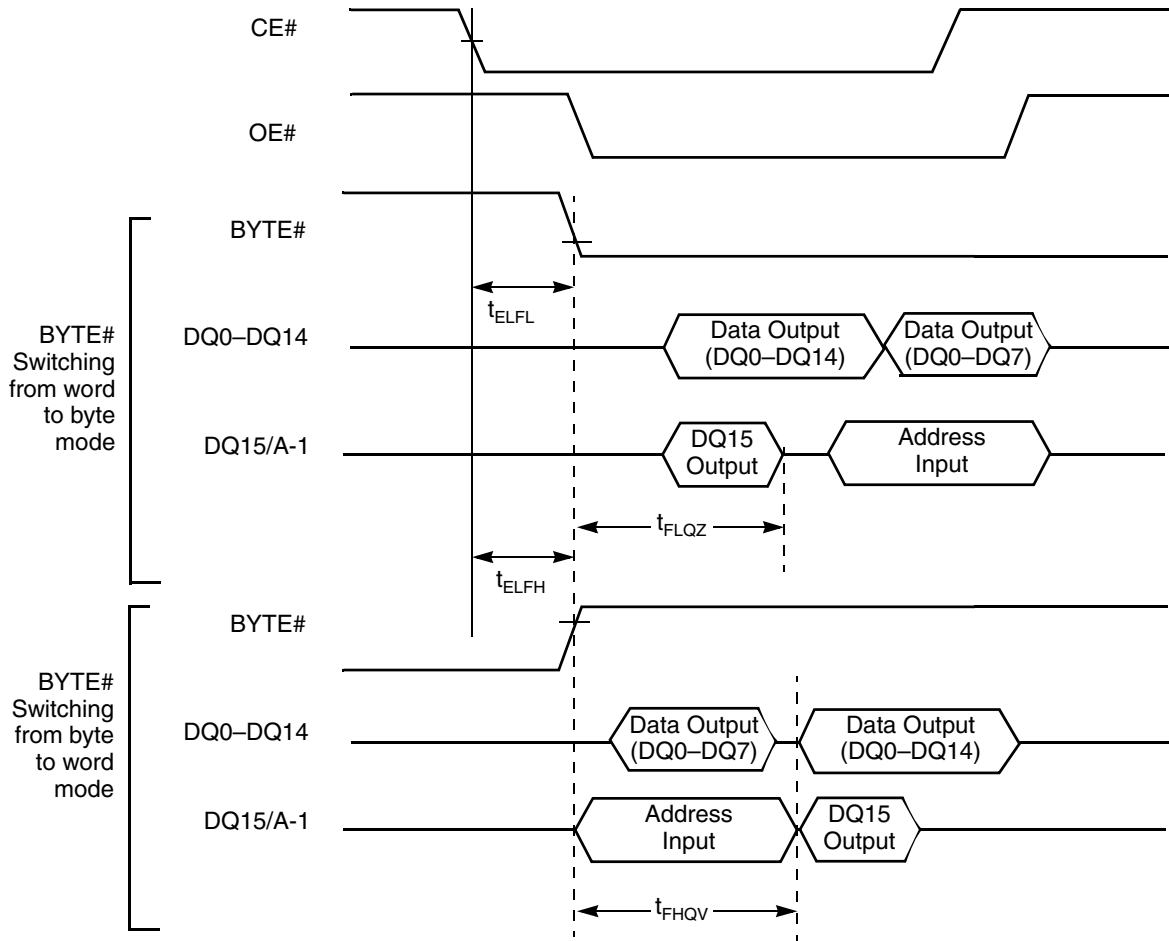 CE#
OE#
BYTE#
tELFL
BYTE#
Switching
from word
to byte
mode
DQ0–DQ14
Data Output
(DQ0–DQ14)
Data Output
(DQ0–DQ7)
DQ15/A-1
DQ15
Output
Address
Input
tFLQZ
tELFH
BYTE#
BYTE#
Switching
from byte
to word
mode
DQ0–DQ14
Data Output
(DQ0–DQ7)
Data Output
(DQ0–DQ14)
DQ15/A-1
Address
Input
DQ15
Output
tFHQV